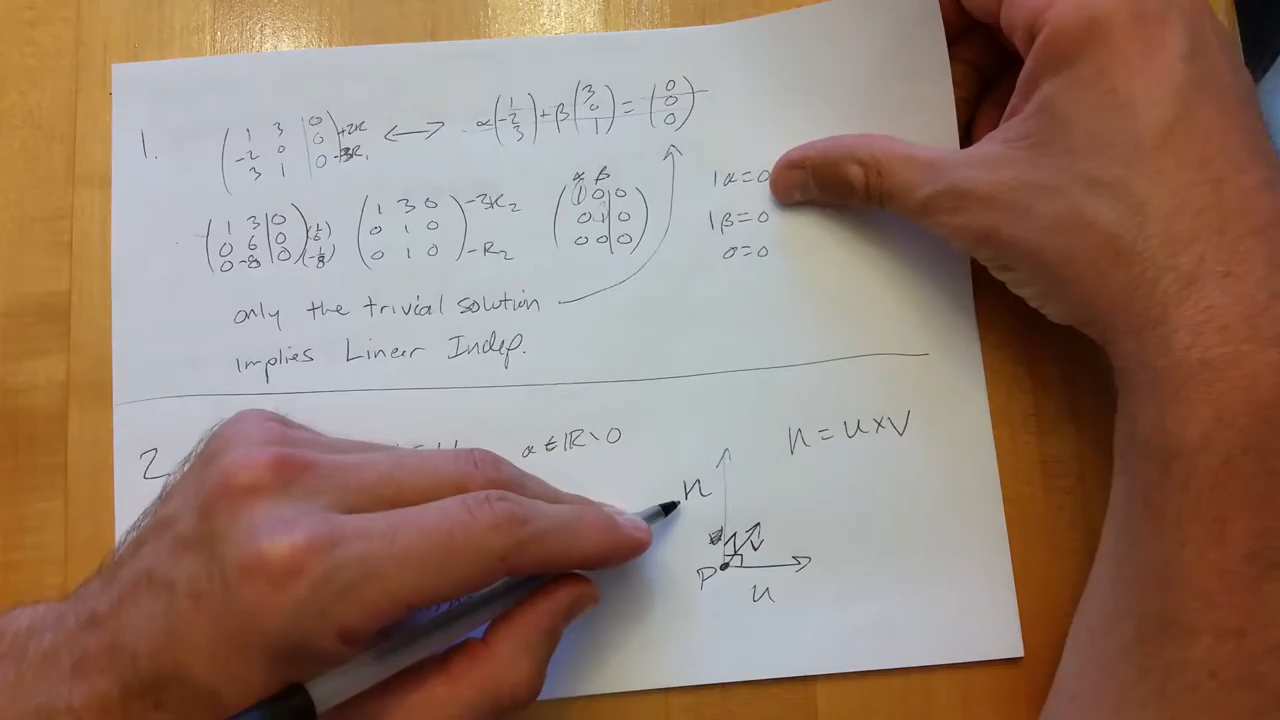 1.
( 1 3 | 0 ) +2R ↔ α(1 -2 3) + β(3 0 1) = (0 0 0)
( -2 0 | 0 ) -3R₁
( 3 1 | 0 )
α β
( 1 3 | 0 ) ( 1 3 0 ) -3R₂ ( 1 0 | 0 ) 1α=0
( 0 6 | 0 ) (1/6) ( 0 1 0 ) ( 0 1 | 0 ) 1β=0
( 0 -8 | 0 ) (-1/8) ( 0 1 0 ) -R₂ ( 0 0 | 0 ) 0=0
only the trivial solution
implies Linear Indep.
2 α ∈ ℝ \ 0 n = u×v
n
v
P
u